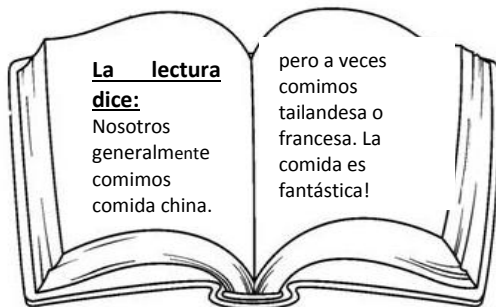 La lectura
dice:
Nosotros
generalmente
comimos
comida china.
pero a veces
comimos
tailandesa o
francesa. La
comida es
fantástica!